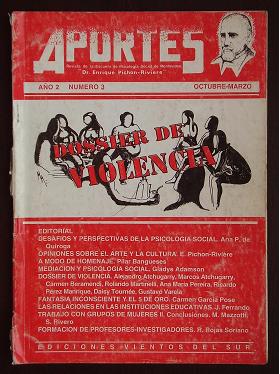 APORTES
Revista de la Escuela de Psicología Social de Montevideo
Dr. Enrique Pichon-Rivière
AÑO 2 NUMERO 3 OCTUBRE-MARZO
DOSSIER DE
VIOLENCIA
EDITORIAL
DESAFIOS Y PERSPECTIVAS DE LA PSICOLOGIA SOCIAL. Ana P. de
Quiroga
OPINIONES SOBRE EL ARTE Y LA CULTURA. E. Pichon-Rivière
A MODO DE HOMENAJE. Pilar Bangueses
MEDIACION Y PSICOLOGIA SOCIAL. Gladys Adamson
DOSSIER DE VIOLENCIA. Alejandro Atchugarry, Marcos Atchugarry,
Carmen Beramendi, Rolando Martinelli, Ana María Pereira, Ricardo
Pérez Manrique, Daisy Tournée, Gustavo Varela
FANTASIA INCONSCIENTE Y EL 5 DE ORO. Carmen García Pose
LAS RELACIONES EN LAS INSTITUCIONES EDUCATIVAS. J. Ferrando
TRABAJO CON GRUPOS DE MUJERES II. Conclusiones. M. Mazzotti,
S. Rivero
FORMACION DE PROFESORES-INVESTIGADORES. R. Rojas Soriano
EDICIONES VIENTOS DEL SUR